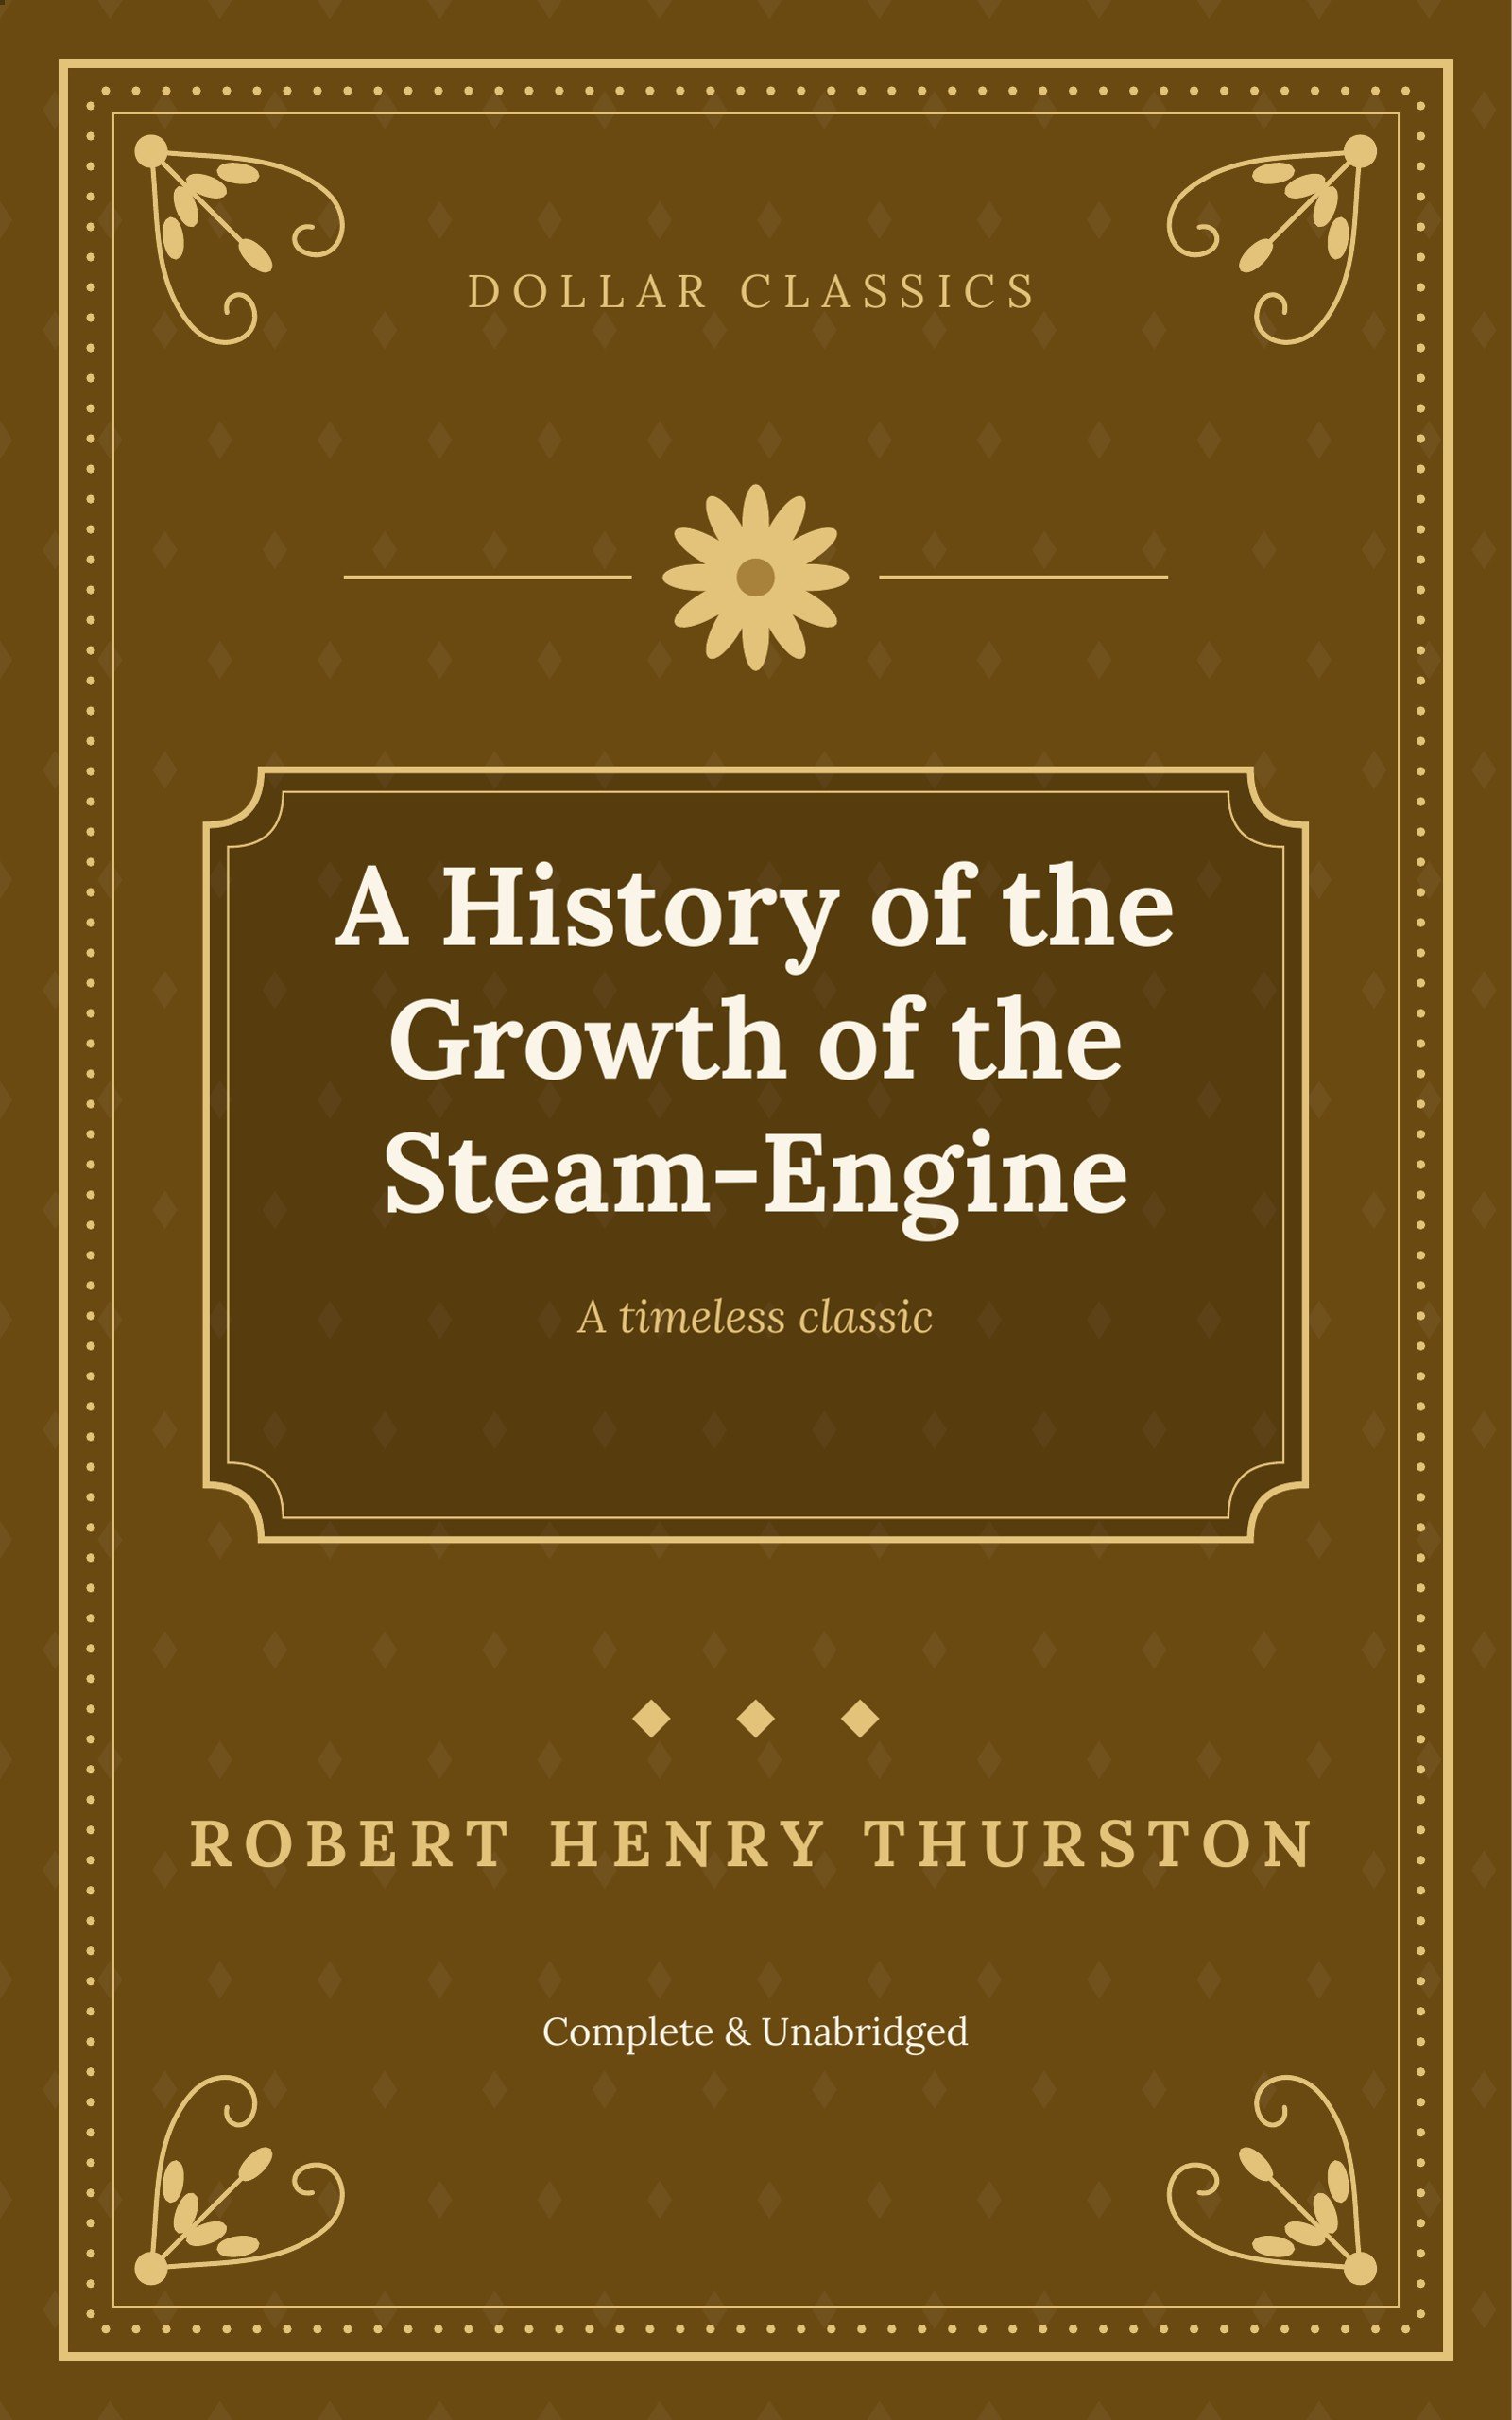 DOLLAR CLASSICS
A History of the
Growth of the
Steam-Engine
A timeless classic
ROBERT HENRY THURSTON
Complete & Unabridged